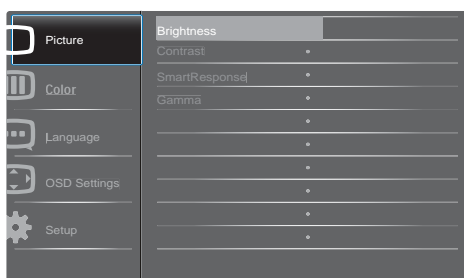 Picture
Color
Language
OSD Settings
Setup
Brightness
Contrast
SmartResponse
Gamma